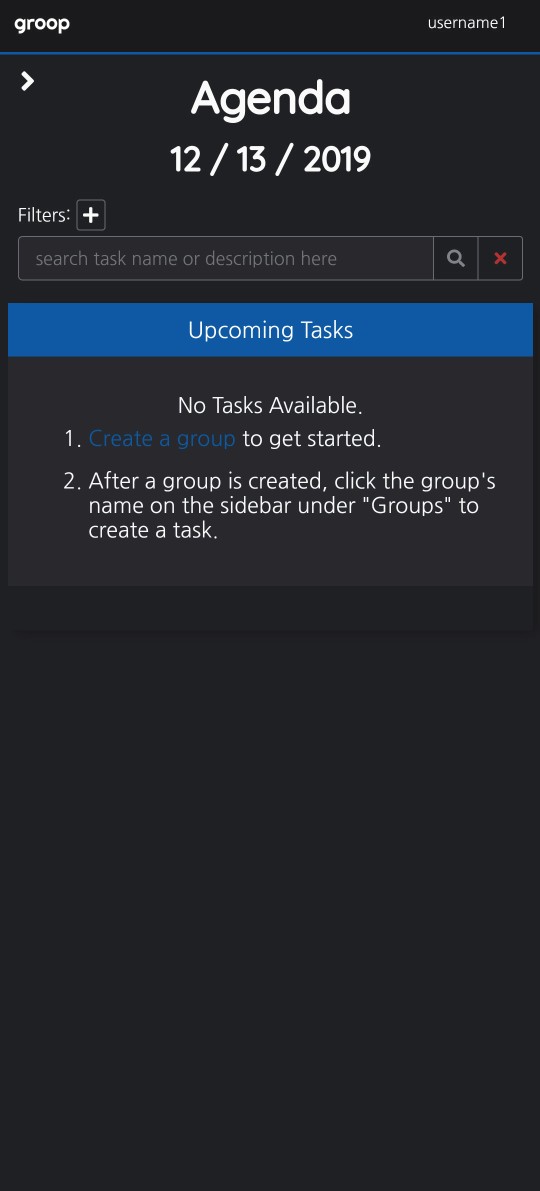 groop
username1
Agenda
12 / 13 / 2019
Filters:
search task name or description here
Upcoming Tasks
No Tasks Available.
1. Create a group to get started.
2. After a group is created, click the group's
name on the sidebar under "Groups" to
create a task.